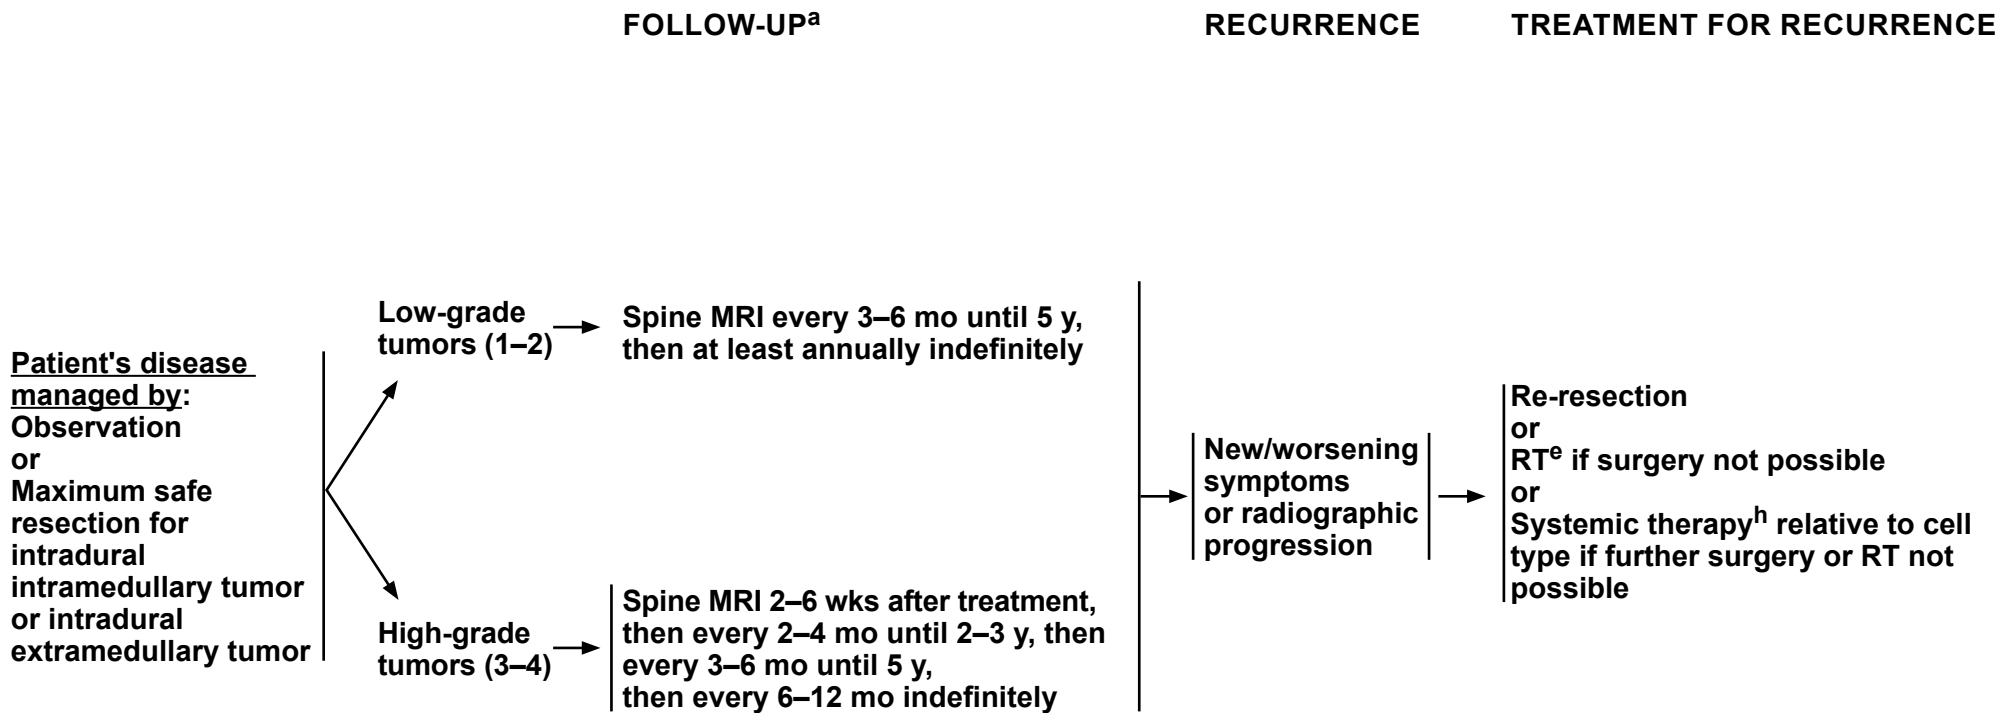 FOLLOW-UPa
RECURRENCE
TREATMENT FOR RECURRENCE
Patient's disease
managed by:
Observation
or
Maximum safe
resection for
intradural
intramedullary tumor
or intradural
extramedullary tumor
Low-grade
tumors (1–2)
Spine MRI every 3–6 mo until 5 y,
then at least annually indefinitely
High-grade
tumors (3–4)
Spine MRI 2–6 wks after treatment,
then every 2–4 mo until 2–3 y, then
every 3–6 mo until 5 y,
then every 6–12 mo indefinitely
New/worsening
symptoms
or radiographic
progression
Re-resection
or
RTe if surgery not possible
or
Systemic therapyh relative to cell
type if further surgery or RT not
possible